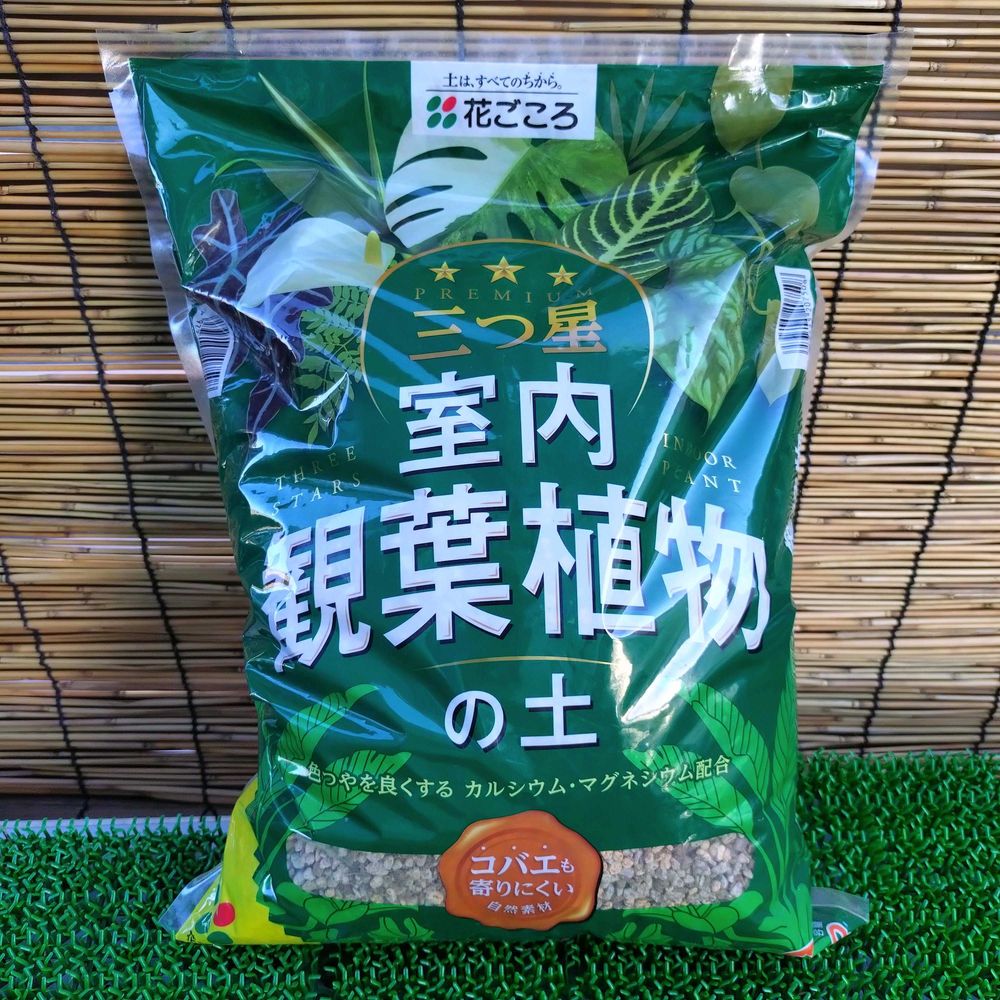 土は、すべてのちから。
花ごころ
PREMIUM
三つ星
室内
THREE STARS
INDOOR PLANT
観葉植物
の土
色つやを良くする カルシウム・マグネシウム配合
コバエも
寄りにくい
自然素材